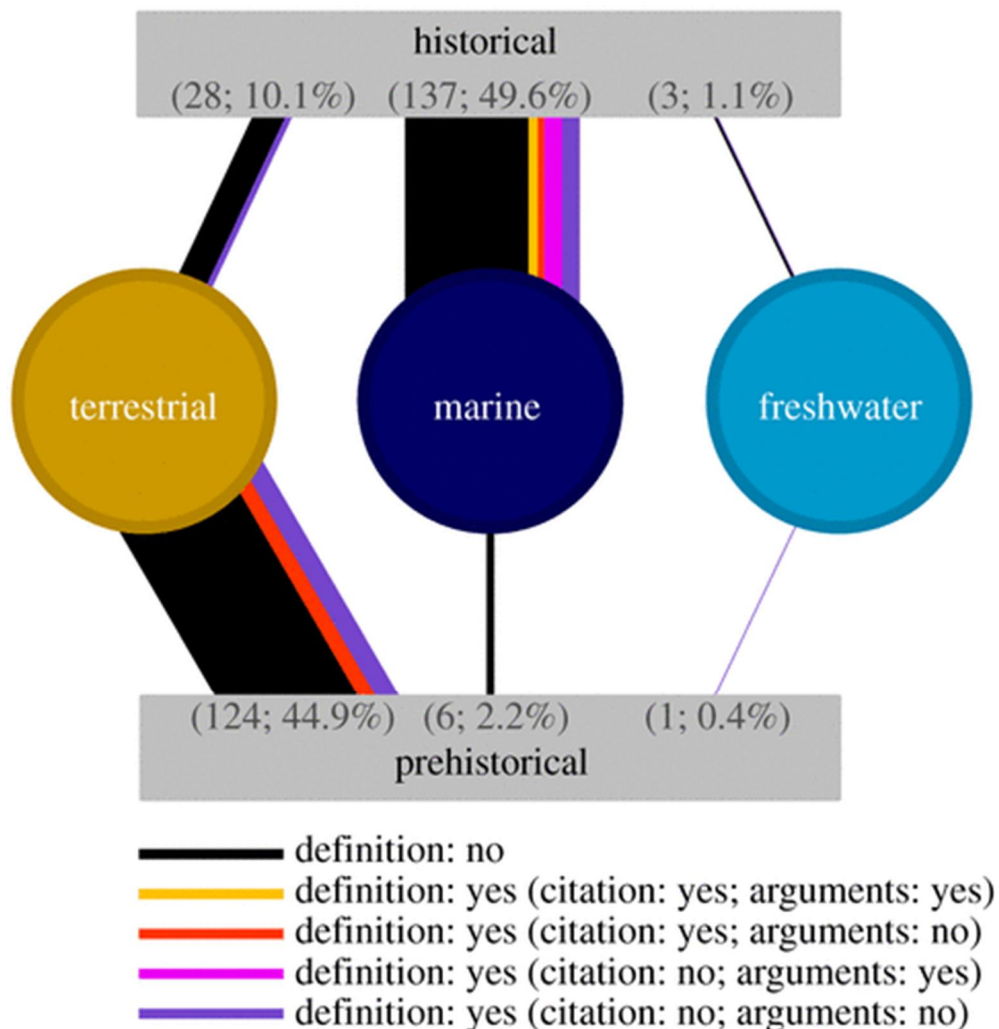 historical
(28; 10.1%) (137; 49.6%) (3; 1.1%)
terrestrial marine freshwater
(124; 44.9%) (6; 2.2%) (1; 0.4%)
prehistorical
definition: no
definition: yes (citation: yes; arguments: yes)
definition: yes (citation: yes; arguments: no)
definition: yes (citation: no; arguments: yes)
definition: yes (citation: no; arguments: no)